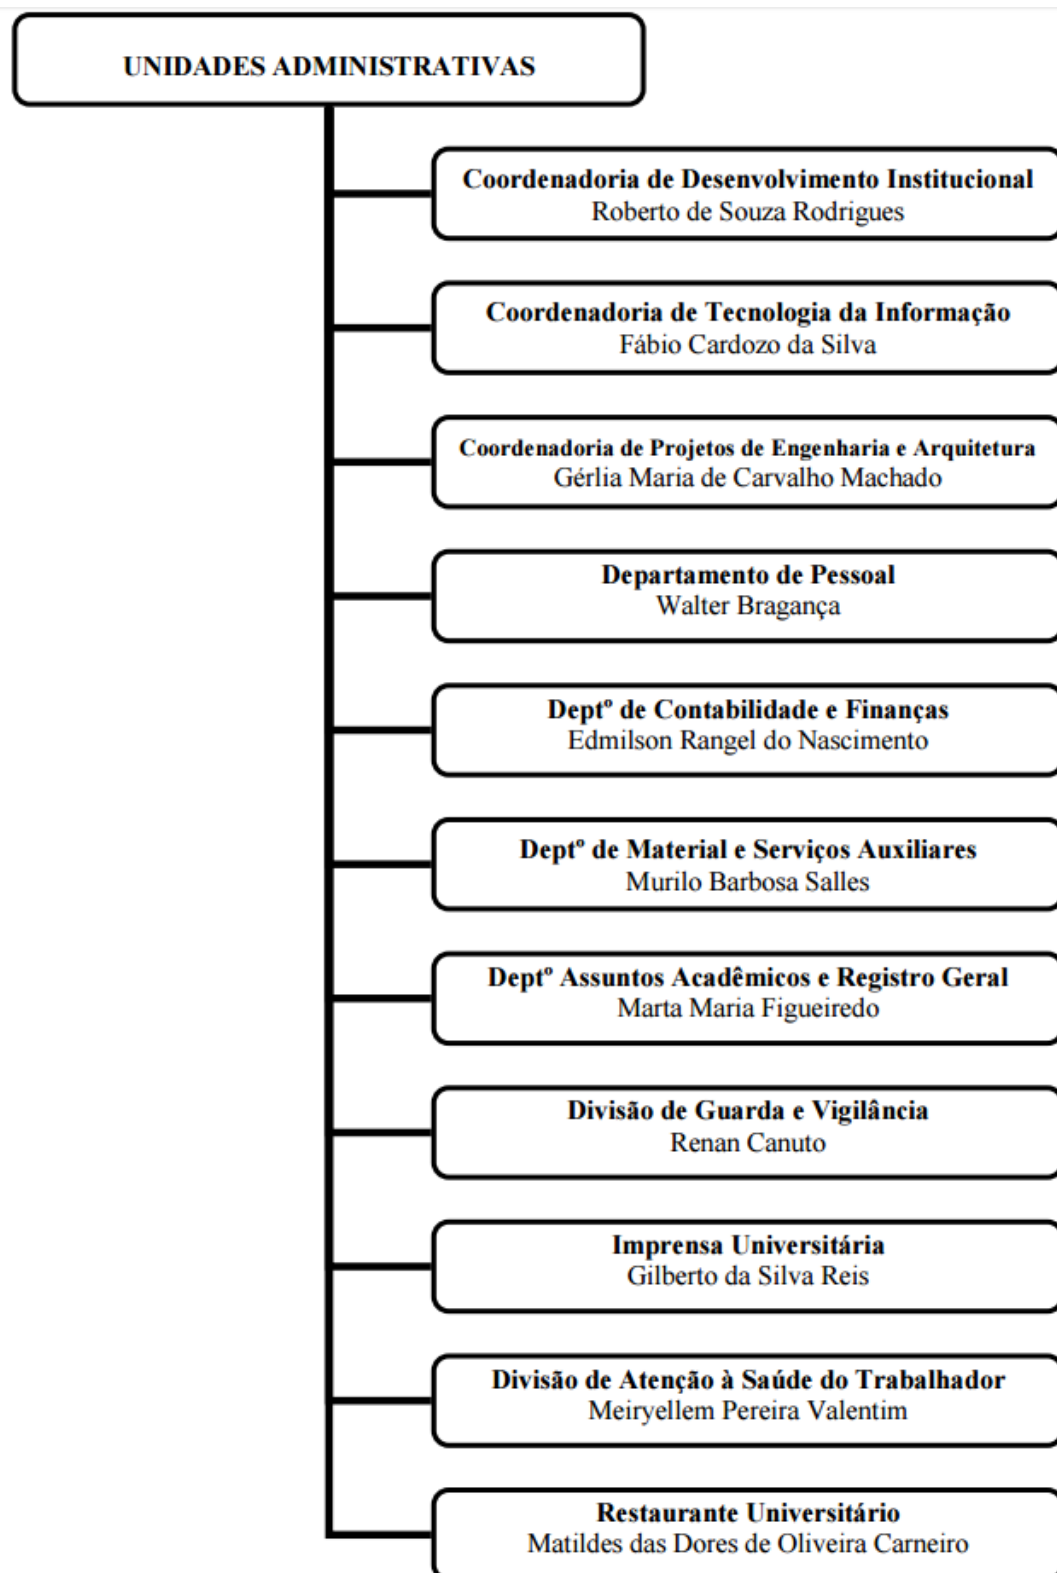 UNIDADES ADMINISTRATIVAS
Coordenadoria de Desenvolvimento Institucional
Roberto de Souza Rodrigues
Coordenadoria de Tecnologia da Informação
Fábio Cardozo da Silva
Coordenadoria de Projetos de Engenharia e Arquitetura
Gérlia Maria de Carvalho Machado
Departamento de Pessoal
Walter Bragança
Deptº de Contabilidade e Finanças
Edmilson Rangel do Nascimento
Deptº de Material e Serviços Auxiliares
Murilo Barbosa Salles
Deptº Assuntos Acadêmicos e Registro Geral
Marta Maria Figueiredo
Divisão de Guarda e Vigilância
Renan Canuto
Imprensa Universitária
Gilberto da Silva Reis
Divisão de Atenção à Saúde do Trabalhador
Meiryellem Pereira Valentim
Restaurante Universitário
Matildes das Dores de Oliveira Carneiro